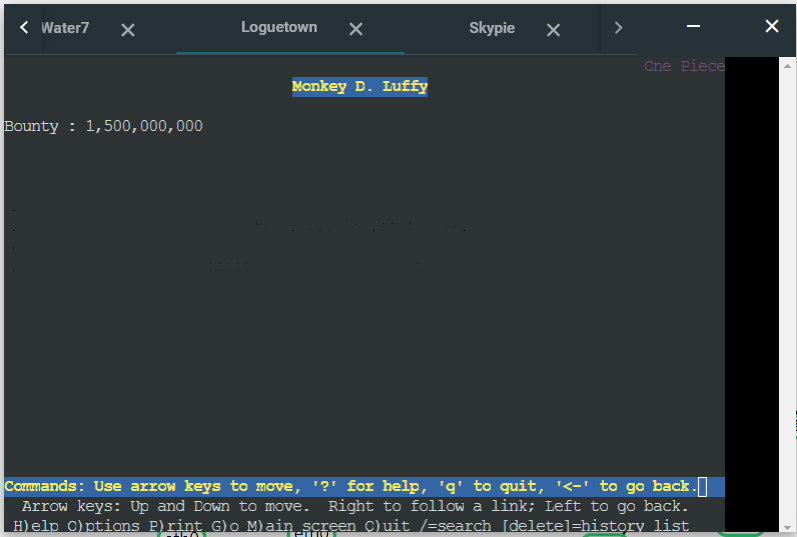 Water7
Loguetown
Skypie
One Piece
Monkey D. Luffy
Bounty : 1,500,000,000
Commands: Use arrow keys to move, '?' for help, 'q' to quit, '<-' to go back.
Arrow keys: Up and Down to move.  Right to follow a link; Left to go back.
H)elp O)ptions P)rint G)o M)ain screen Q)uit /=search [delete]=history list